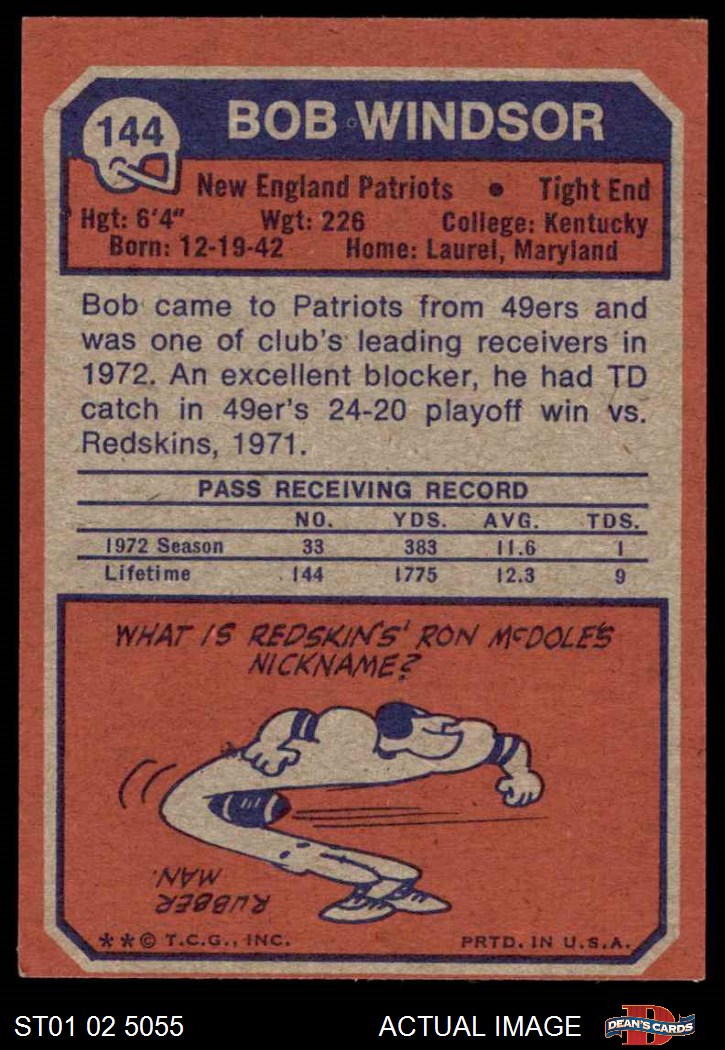 144
BOB WINDSOR
New England Patriots • Tight End
Hgt: 6'4" Wgt: 226 College: Kentucky
Born: 12-19-42 Home: Laurel, Maryland
Bob came to Patriots from 49ers and
was one of club's leading receivers in
1972. An excellent blocker, he had TD
catch in 49er's 24-20 playoff win vs.
Redskins, 1971.
PASS RECEIVING RECORD
NO. YDS. AVG. TDS.
1972 Season 33 383 11.6 1
Lifetime 144 1775 12.3 9
WHAT IS REDSKINS' RON McDOLE'S
NICKNAME?
RUBBER
MAN.
**© T.C.G., INC. PRTD. IN U.S.A.
ST01 02 5055 ACTUAL IMAGE D DEAN'S CARDS